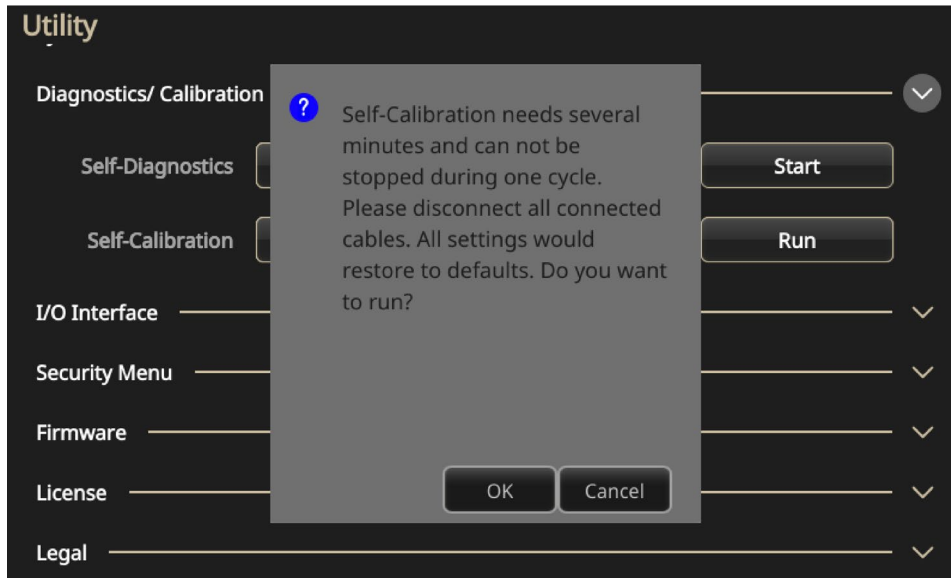 Utility
Diagnostics/ Calibration
?
Self-Calibration needs several
minutes and can not be
stopped during one cycle.
Please disconnect all connected
cables. All settings would
restore to defaults. Do you want
to run?
Self-Diagnostics
Start
Self-Calibration
Run
I/O Interface
Security Menu
Firmware
License
OK
Cancel
Legal